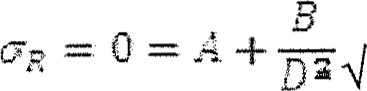 σ_R = 0 = A + B/D² √